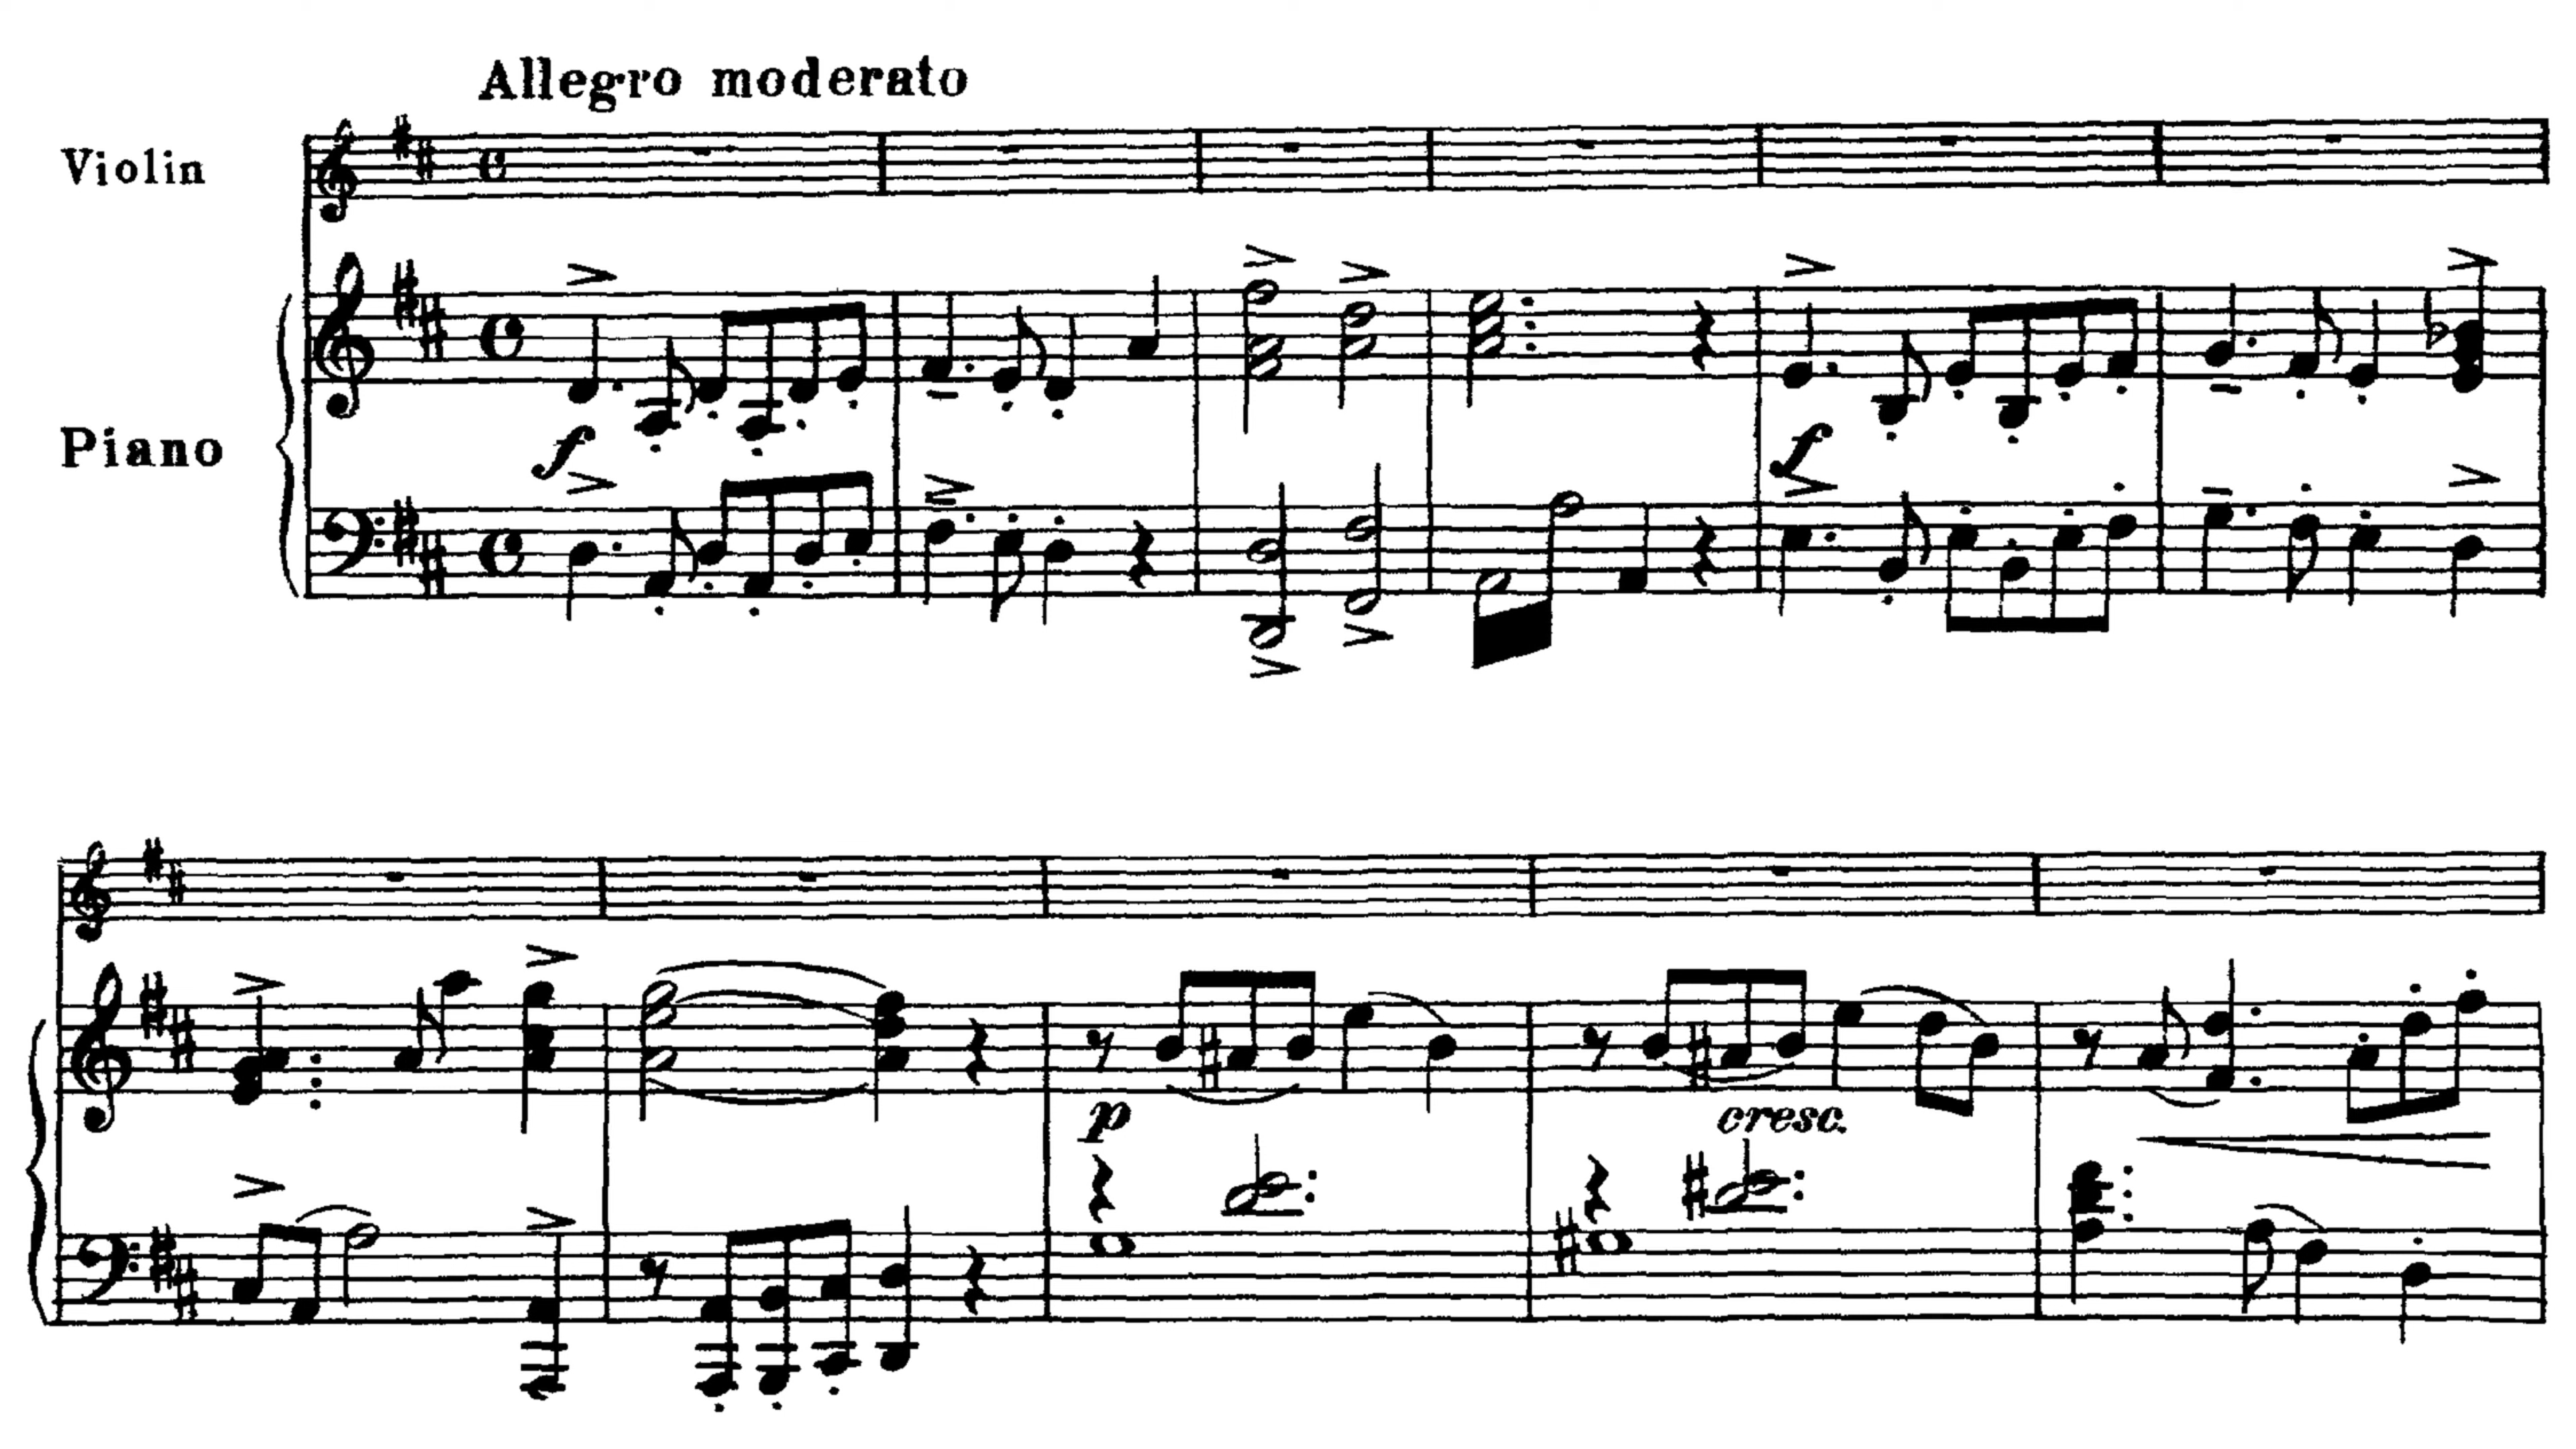 Allegro moderato
Violin
Piano
f
f
p
cresc.